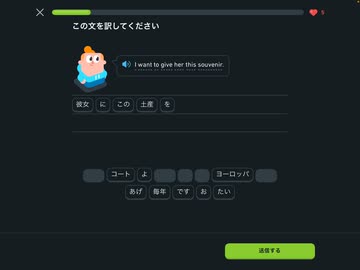 5
この文を訳してください
I want to give her this souvenir.
彼女 に この 土産 を
コート よ ヨーロッパ
あげ 毎年 です お たい
送信する